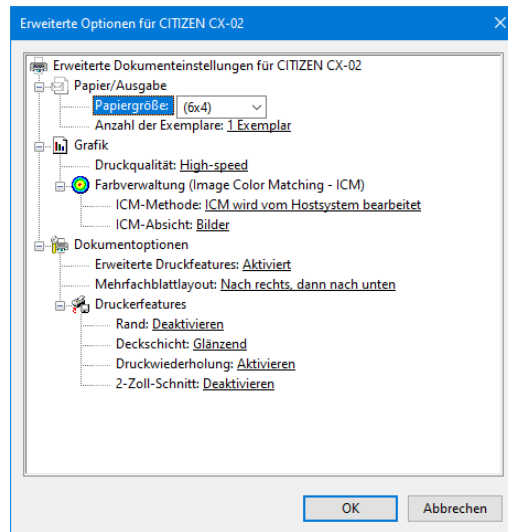 Erweiterte Optionen für CITIZEN CX-02
Erweiterte Dokumenteinstellungen für CITIZEN CX-02
Papier/Ausgabe
Papiergröße: (6x4)
Anzahl der Exemplare: 1 Exemplar
Grafik
Druckqualität: High-speed
Farbverwaltung (Image Color Matching - ICM)
ICM-Methode: ICM wird vom Hostsystem bearbeitet
ICM-Absicht: Bilder
Dokumentoptionen
Erweiterte Druckfeatures: Aktiviert
Mehrfachblattlayout: Nach rechts, dann nach unten
Druckerfeatures
Rand: Deaktivieren
Deckschicht: Glänzend
Druckwiederholung: Aktivieren
2-Zoll-Schnitt: Deaktivieren
OK Abbrechen